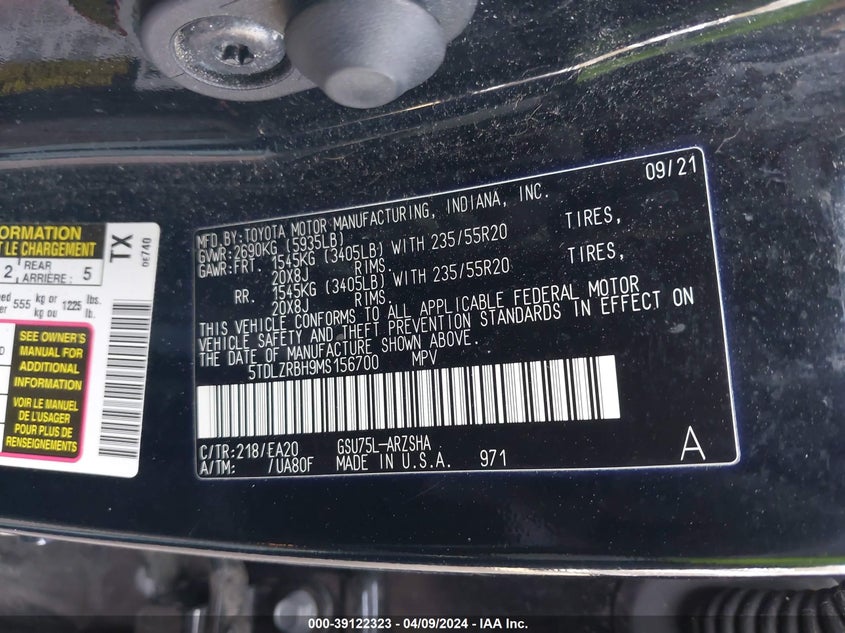 09/21
MFD.BY:TOYOTA MOTOR MANUFACTURING, INDIANA, INC.
GVWR:2690KG (5935LB)
GAWR:FRT. 1545KG (3405LB) WITH 235/55R20 TIRES,
20X8J RIMS.
RR. 1545KG (3405LB) WITH 235/55R20 TIRES,
20X8J RIMS.
THIS VEHICLE CONFORMS TO ALL APPLICABLE FEDERAL MOTOR
VEHICLE SAFETY AND THEFT PREVENTION STANDARDS IN EFFECT ON
THE DATE OF MANUFACTURE SHOWN ABOVE.
5TDLZRBH9MS156700 MPV
C/TR:218/EA20 GSU75L-ARZSHA
A/TM: /UA80F MADE IN U.S.A. 971
A
ORMATION
T LE CHARGEMENT
2 REAR ARRIÈRE: 5
555 kg or kg ou 1225 lbs. lb.
TX
0E740
SEE OWNER'S
MANUAL FOR
ADDITIONAL
INFORMATION
VOIR LE MANUEL
DE L'USAGER
POUR PLUS DE
RENSEIGNEMENTS
000-39122323 - 04/09/2024 - IAA Inc.